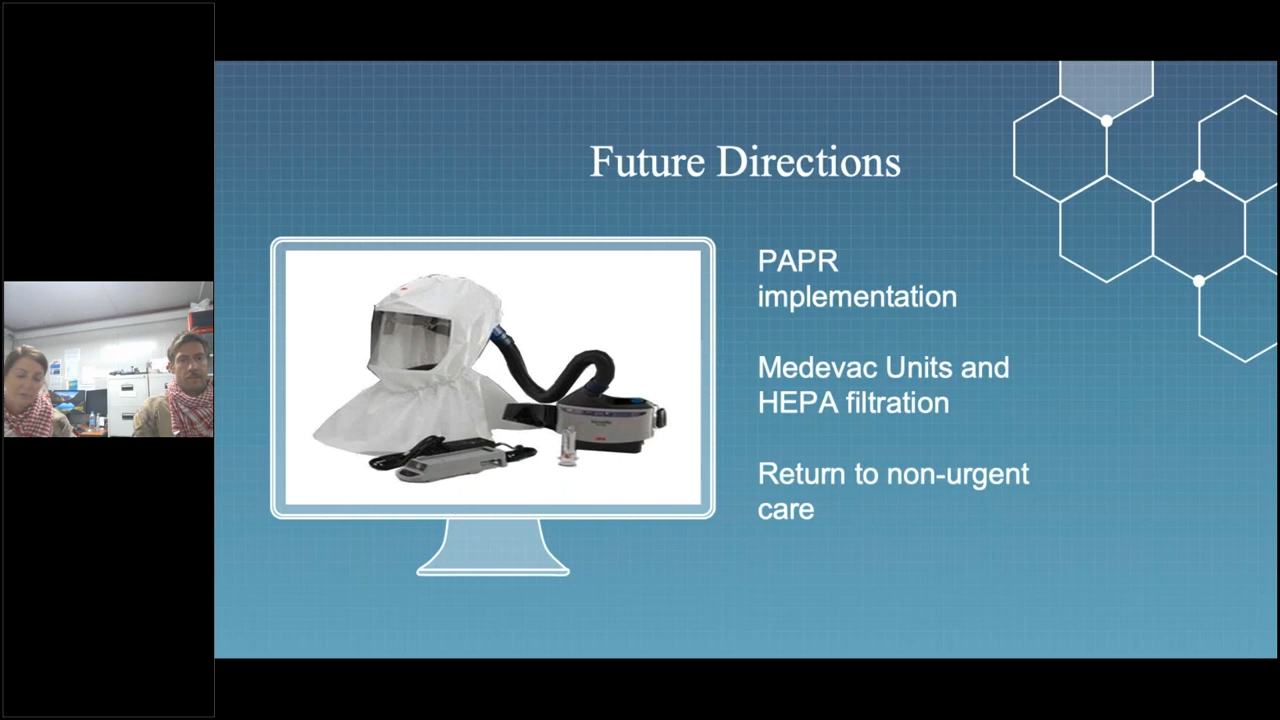 Future Directions
PAPR
implementation
Medevac Units and
HEPA filtration
Return to non-urgent
care